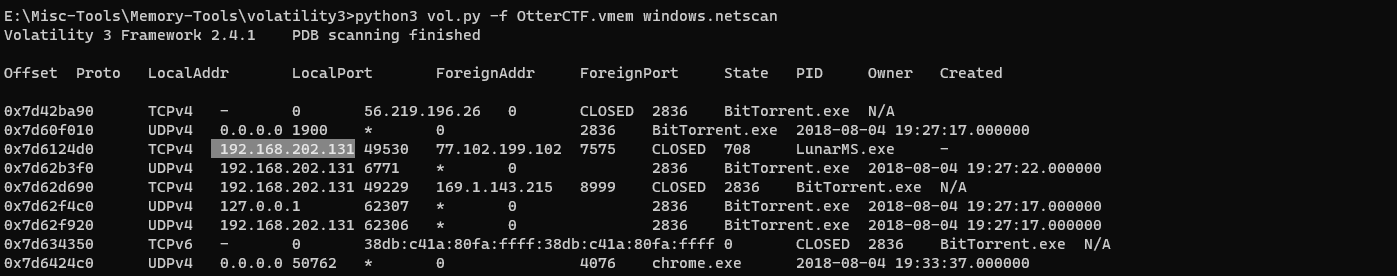 E:\Misc-Tools\Memory-Tools\volatility3>python3 vol.py -f OtterCTF.vmem windows.netscan
Volatility 3 Framework 2.4.1    PDB scanning finished
Offset  Proto   LocalAddr       LocalPort       ForeignAddr     ForeignPort     State   PID     Owner   Created
0x7d42ba90      TCPv4   -       0       56.219.196.26   0       CLOSED  2836    BitTorrent.exe  N/A
0x7d60f010      UDPv4   0.0.0.0 1900    *       0               2836    BitTorrent.exe  2018-08-04 19:27:17.000000
0x7d6124d0      TCPv4   192.168.202.131 49530   77.102.199.102  7575    CLOSED  708     LunarMS.exe     -
0x7d62b3f0      UDPv4   192.168.202.131 6771    *       0               2836    BitTorrent.exe  2018-08-04 19:27:22.000000
0x7d62d690      TCPv4   192.168.202.131 49229   169.1.143.215   8999    CLOSED  2836    BitTorrent.exe  N/A
0x7d62f4c0      UDPv4   127.0.0.1       62307   *       0               2836    BitTorrent.exe  2018-08-04 19:27:17.000000
0x7d62f920      UDPv4   192.168.202.131 62306   *       0               2836    BitTorrent.exe  2018-08-04 19:27:17.000000
0x7d634350      TCPv6   -       0       38db:c41a:80fa:ffff:38db:c41a:80fa:ffff 0       CLOSED  2836    BitTorrent.exe  N/A
0x7d6424c0      UDPv4   0.0.0.0 50762   *       0               4076    chrome.exe      2018-08-04 19:33:37.000000